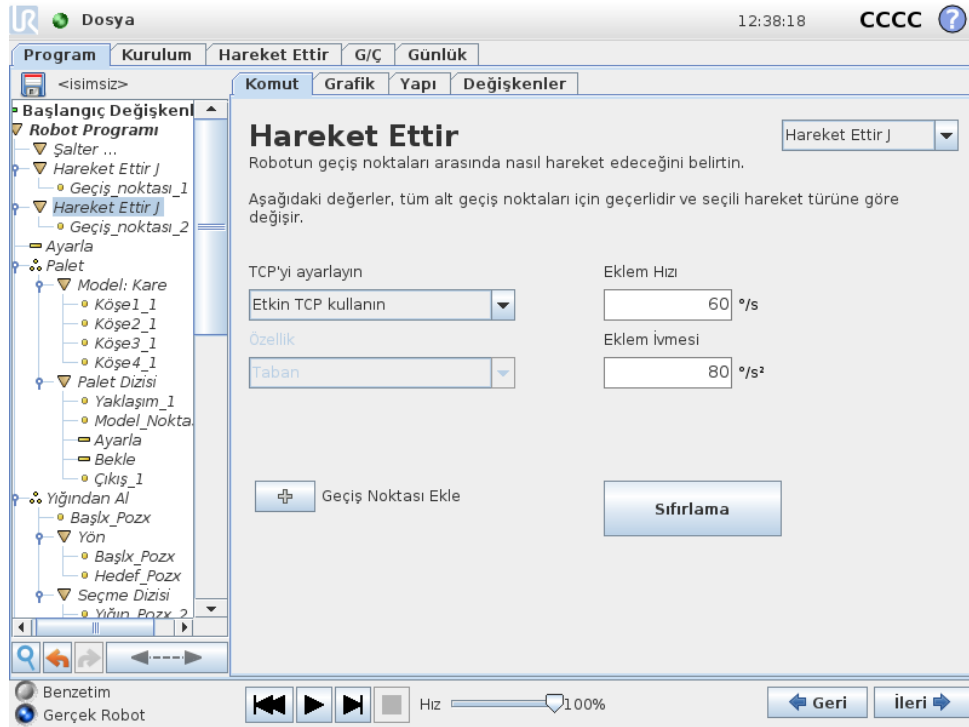 UR Dosya 12:38:18 CCCC ?
Program Kurulum Hareket Ettir G/Ç Günlük
<isimsiz>
Komut Grafik Yapı Değişkenler
Başlangıç Değişkenl
Robot Programı
Şalter ...
Hareket Ettir J
Geçiş_noktası_1
Hareket Ettir J
Geçiş_noktası_2
Ayarla
Palet
Model: Kare
Köşe1_1
Köşe2_1
Köşe3_1
Köşe4_1
Palet Dizisi
Yaklaşım_1
Model_Nokta
Ayarla
Bekle
Çıkış_1
Yığından Al
Başlx_Pozx
Yön
Başlx_Pozx
Hedef_Pozx
Seçme Dizisi
Yığın_Pozx_2
Hareket Ettir
Hareket Ettir J
Robotun geçiş noktaları arasında nasıl hareket edeceğini belirtin.
Aşağıdaki değerler, tüm alt geçiş noktaları için geçerlidir ve seçili hareket türüne göre
değişir.
TCP'yi ayarlayın
Etkin TCP kullanın
Özellik
Taban
Eklem Hızı
60 °/s
Eklem İvmesi
80 °/s²
Geçiş Noktası Ekle
Sıfırlama
Benzetim
Gerçek Robot
Hız 100%
Geri İleri